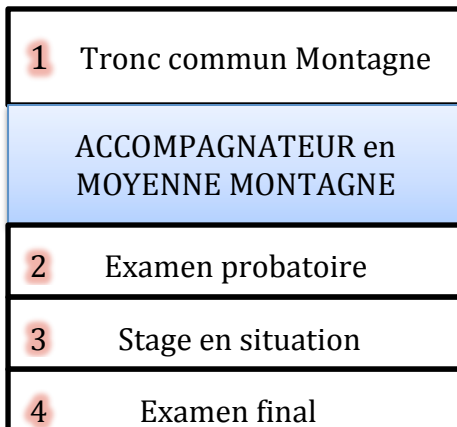 1 Tronc commun Montagne
ACCOMPAGNATEUR en
MOYENNE MONTAGNE
2 Examen probatoire
3 Stage en situation
4 Examen final